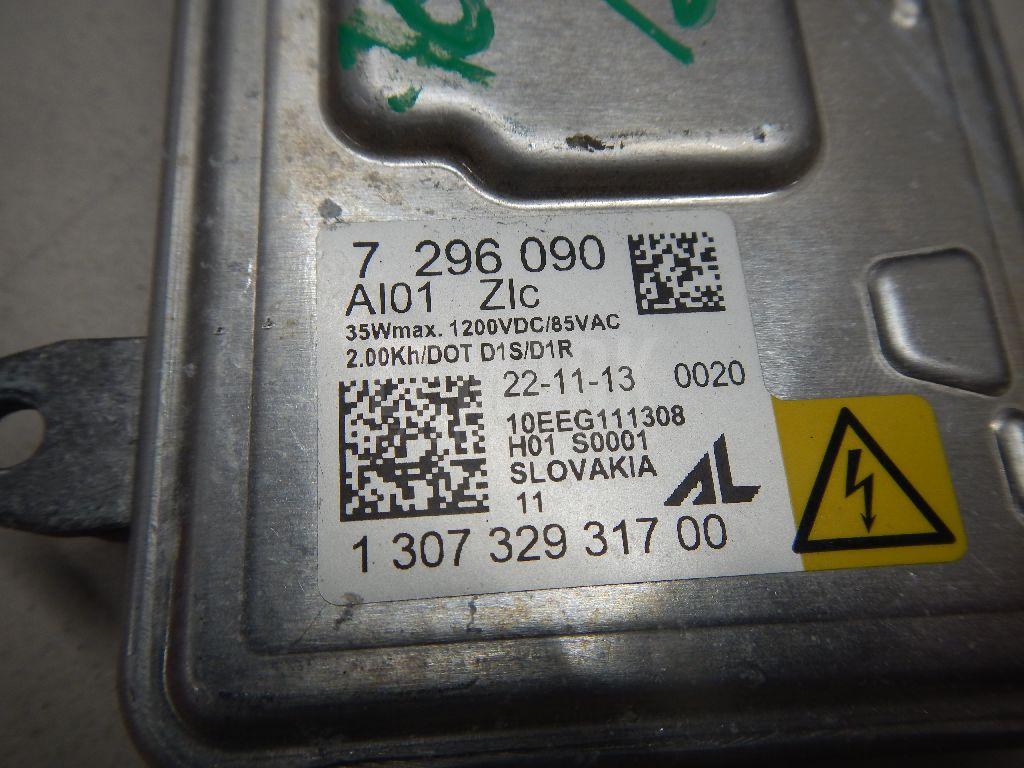 7 296 090
AI01 ZIc
35Wmax. 1200VDC/85VAC
2.00Kh/DOT D1S/D1R
22-11-13 0020
10EEG111308
H01 S0001
SLOVAKIA
11
AL
1 307 329 317 00